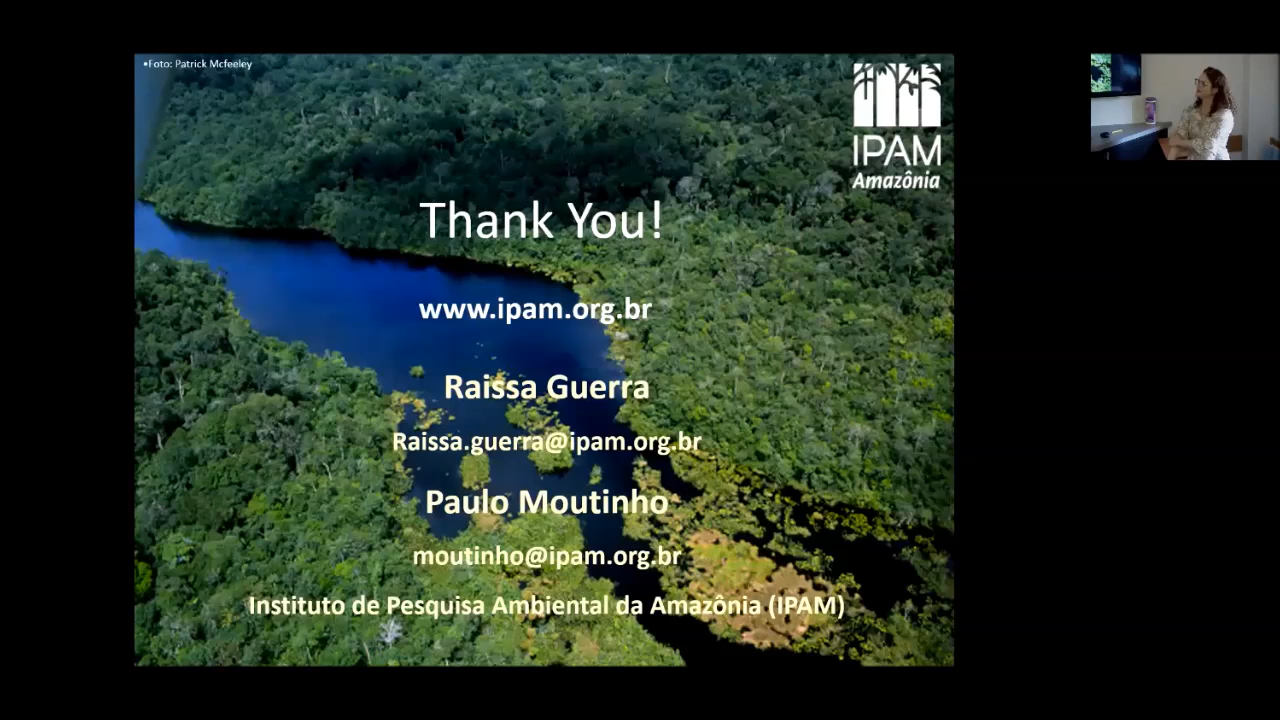 •Foto: Patrick Mcfeeley
IPAM
Amazônia
Thank You!
www.ipam.org.br
Raissa Guerra
Raissa.guerra@ipam.org.br
Paulo Moutinho
moutinho@ipam.org.br
Instituto de Pesquisa Ambiental da Amazônia (IPAM)